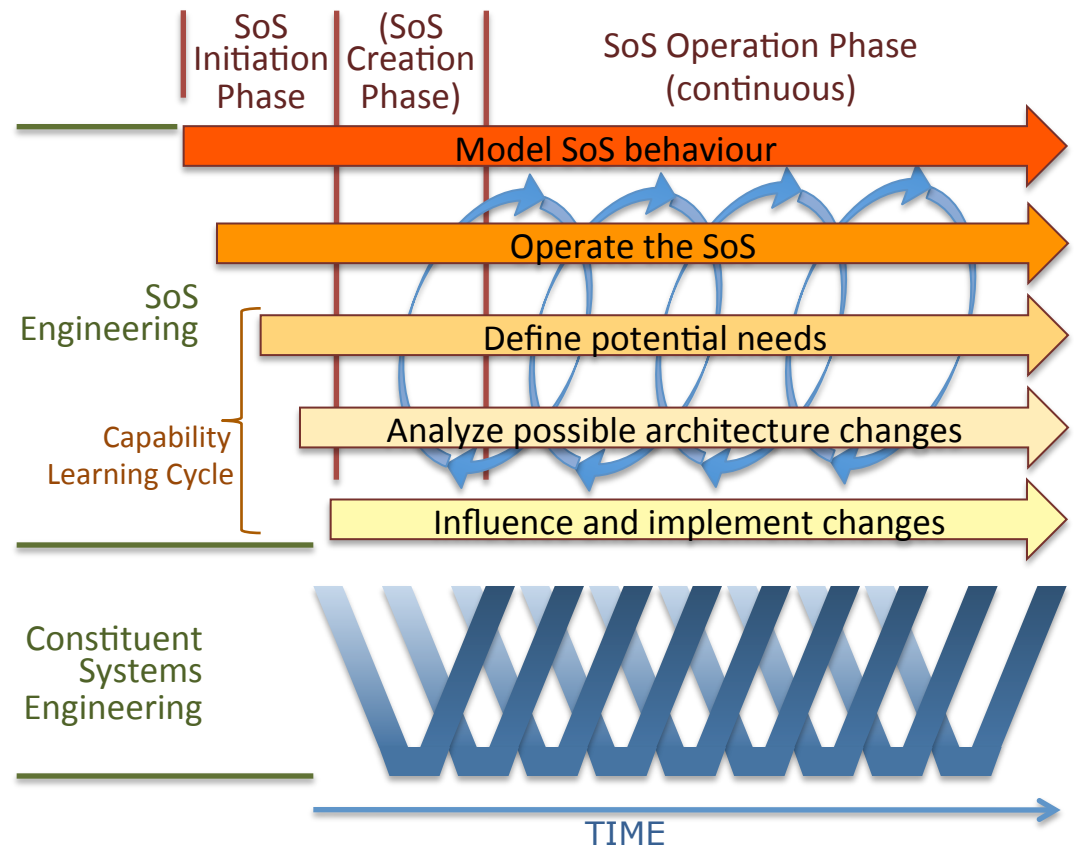 SoS
Initiation
Phase
(SoS
Creation
Phase)
SoS Operation Phase
(continuous)
Model SoS behaviour
Operate the SoS
SoS
Engineering
Define potential needs
Capability
Learning Cycle
Analyze possible architecture changes
Influence and implement changes
Constituent
Systems
Engineering
TIME